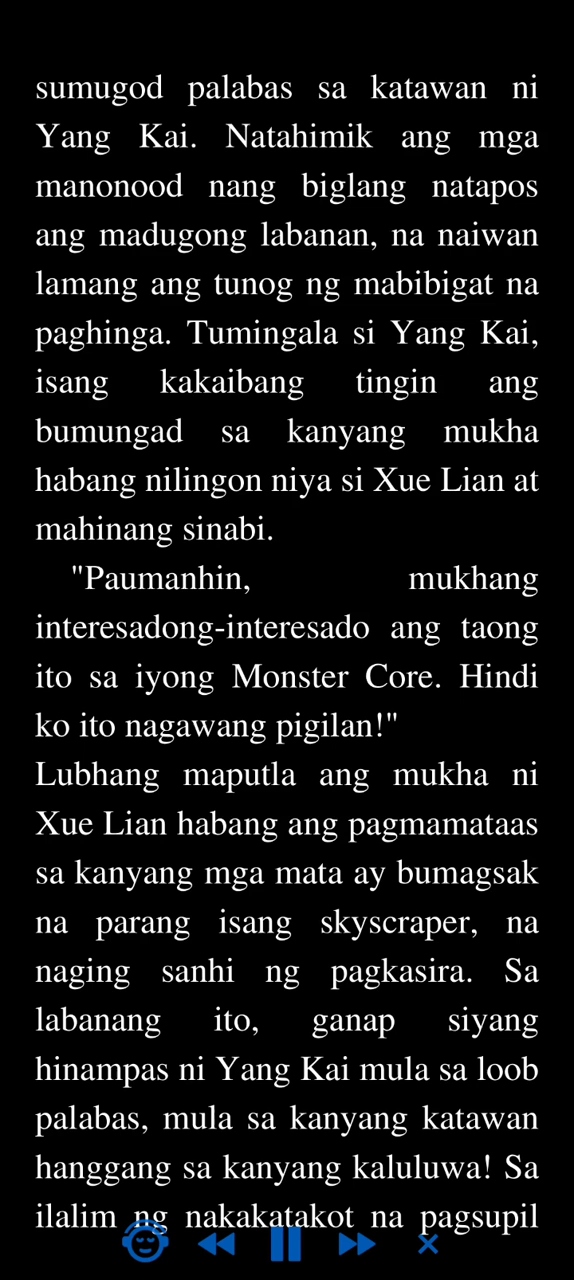 sumugod palabas sa katawan ni
Yang Kai. Natahimik ang mga
manonood nang biglang natapos
ang madugong labanan, na naiwan
lamang ang tunog ng mabibigat na
paghinga. Tumingala si Yang Kai,
isang kakaibang tingin ang
bumungad sa kanyang mukha
habang nilingon niya si Xue Lian at
mahinang sinabi.
"Paumanhin, mukhang
interesadong-interesado ang taong
ito sa iyong Monster Core. Hindi
ko ito nagawang pigilan!"
Lubhang maputla ang mukha ni
Xue Lian habang ang pagmamataas
sa kanyang mga mata ay bumagsak
na parang isang skyscraper, na
naging sanhi ng pagkasira. Sa
labanang ito, ganap siyang
hinampas ni Yang Kai mula sa loob
palabas, mula sa kanyang katawan
hanggang sa kanyang kaluluwa! Sa
ilalim ng nakakatakot na pagsupil